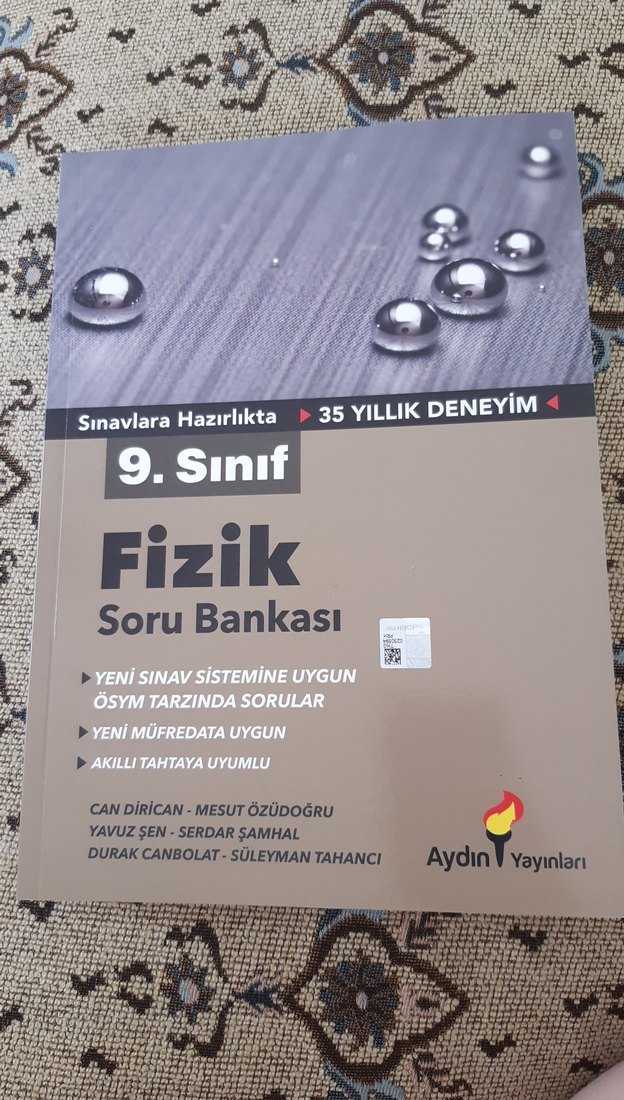 Sınavlara Hazırlıkta 35 YILLIK DENEYİM
9. Sınıf
Fizik
Soru Bankası
YENİ SINAV SİSTEMİNE UYGUN
ÖSYM TARZINDA SORULAR
YENİ MÜFREDATA UYGUN
AKILLI TAHTAYA UYUMLU
CAN DİRİCAN - MESUT ÖZÜDOĞRU
YAVUZ ŞEN - SERDAR ŞAMHAL
DURAK CANBOLAT - SÜLEYMAN TAHANCI
Aydın Yayınları